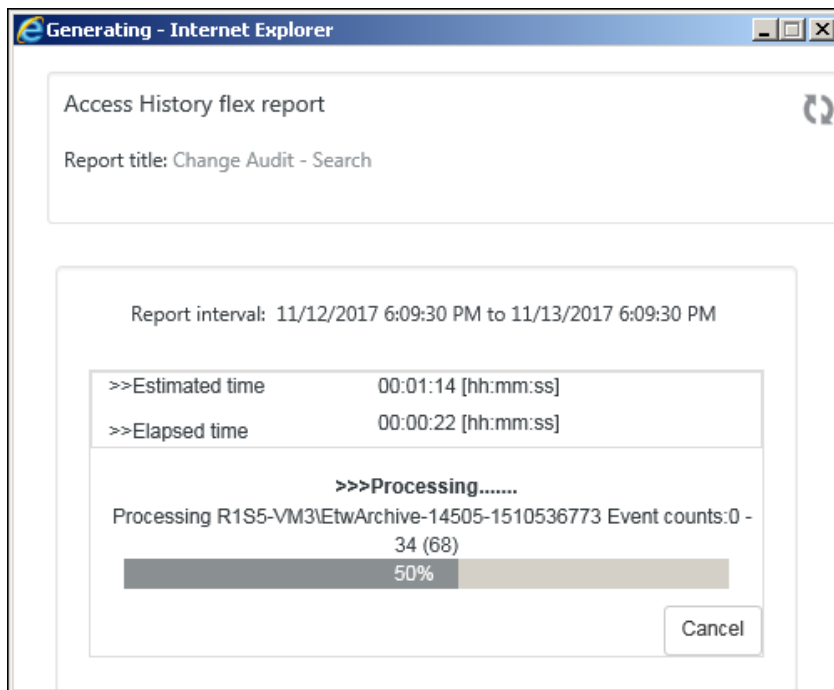 Generating - Internet Explorer
Access History flex report
Report title: Change Audit - Search
Report interval: 11/12/2017 6:09:30 PM to 11/13/2017 6:09:30 PM
>>Estimated time 00:01:14 [hh:mm:ss]
>>Elapsed time 00:00:22 [hh:mm:ss]
>>>Processing.......
Processing R1S5-VM3\EtwArchive-14505-1510536773 Event counts:0 -
34 (68)
50%
Cancel